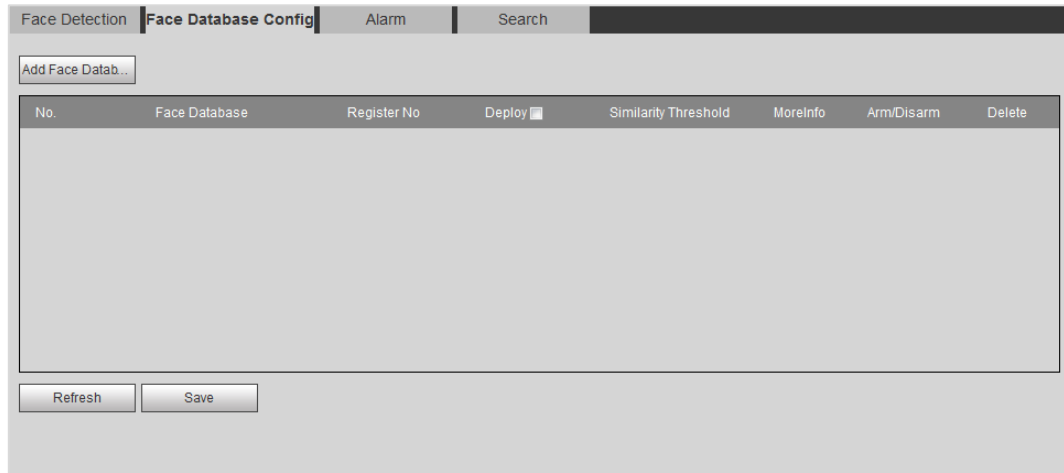 Face Detection Face Database Config Alarm Search
Add Face Datab...
No. Face Database Register No Deploy Similarity Threshold MoreInfo Arm/Disarm Delete
Refresh Save